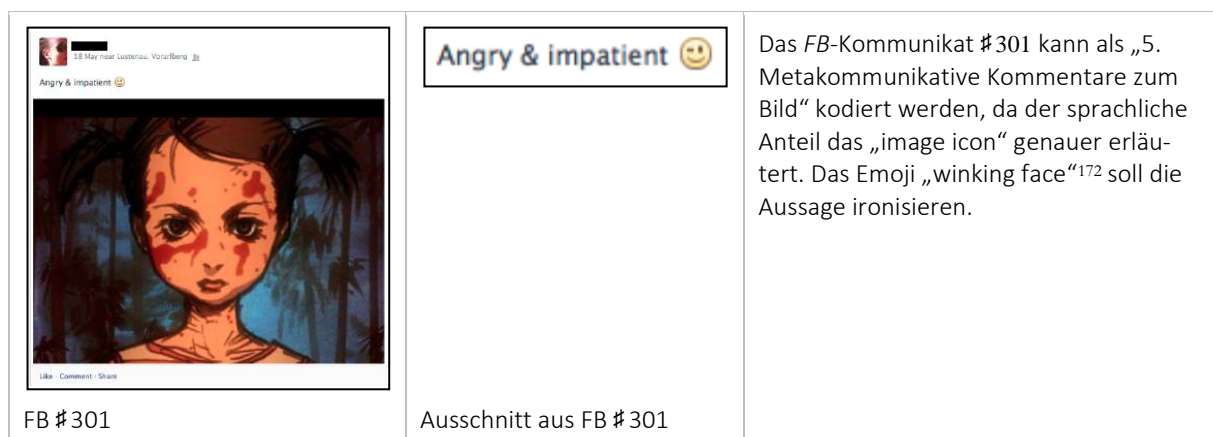 18 May near Lustenau, Vorarlberg
Angry & impatient 😉
Like · Comment · Share
FB ♯301
Angry & impatient 😉
Ausschnitt aus FB ♯301
Das FB-Kommunikat ♯301 kann als „5.
Metakommunikative Kommentare zum
Bild“ kodiert werden, da der sprachliche
Anteil das „image icon“ genauer erläu-
tert. Das Emoji „winking face“172 soll die
Aussage ironisieren.